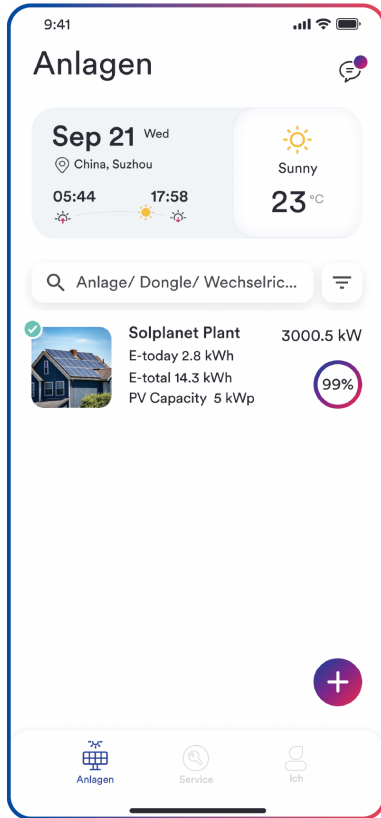 9:41
Anlagen
Sep 21 Wed
China, Suzhou
05:44 17:58
Sunny
23 °C
Anlage/ Dongle/ Wechselric...
Solplanet Plant 3000.5 kW
E-today 2.8 kWh
E-total 14.3 kWh
PV Capacity 5 kWp
99%
Anlagen Service Ich